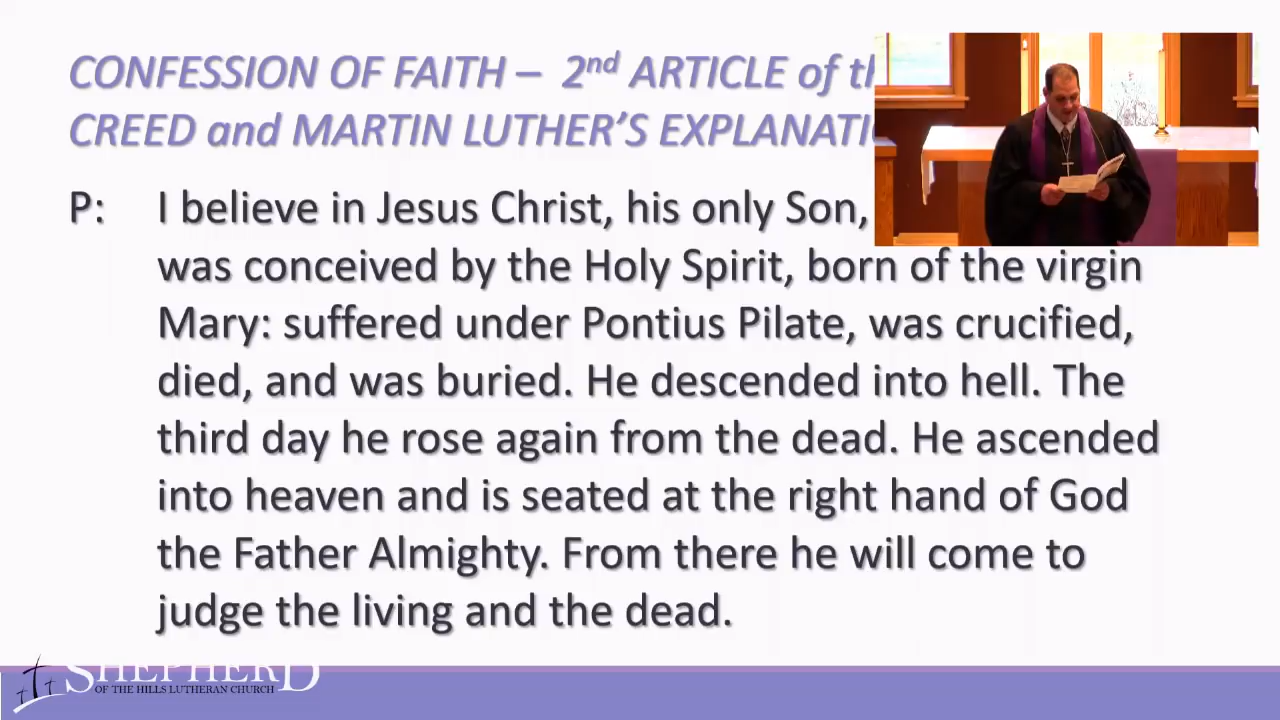 CONFESSION OF FAITH – 2nd ARTICLE of th
CREED and MARTIN LUTHER'S EXPLANATI
P: I believe in Jesus Christ, his only Son,
was conceived by the Holy Spirit, born of the virgin
Mary: suffered under Pontius Pilate, was crucified,
died, and was buried. He descended into hell. The
third day he rose again from the dead. He ascended
into heaven and is seated at the right hand of God
the Father Almighty. From there he will come to
judge the living and the dead.
SHEPHERD
OF THE HILLS LUTHERAN CHURCH